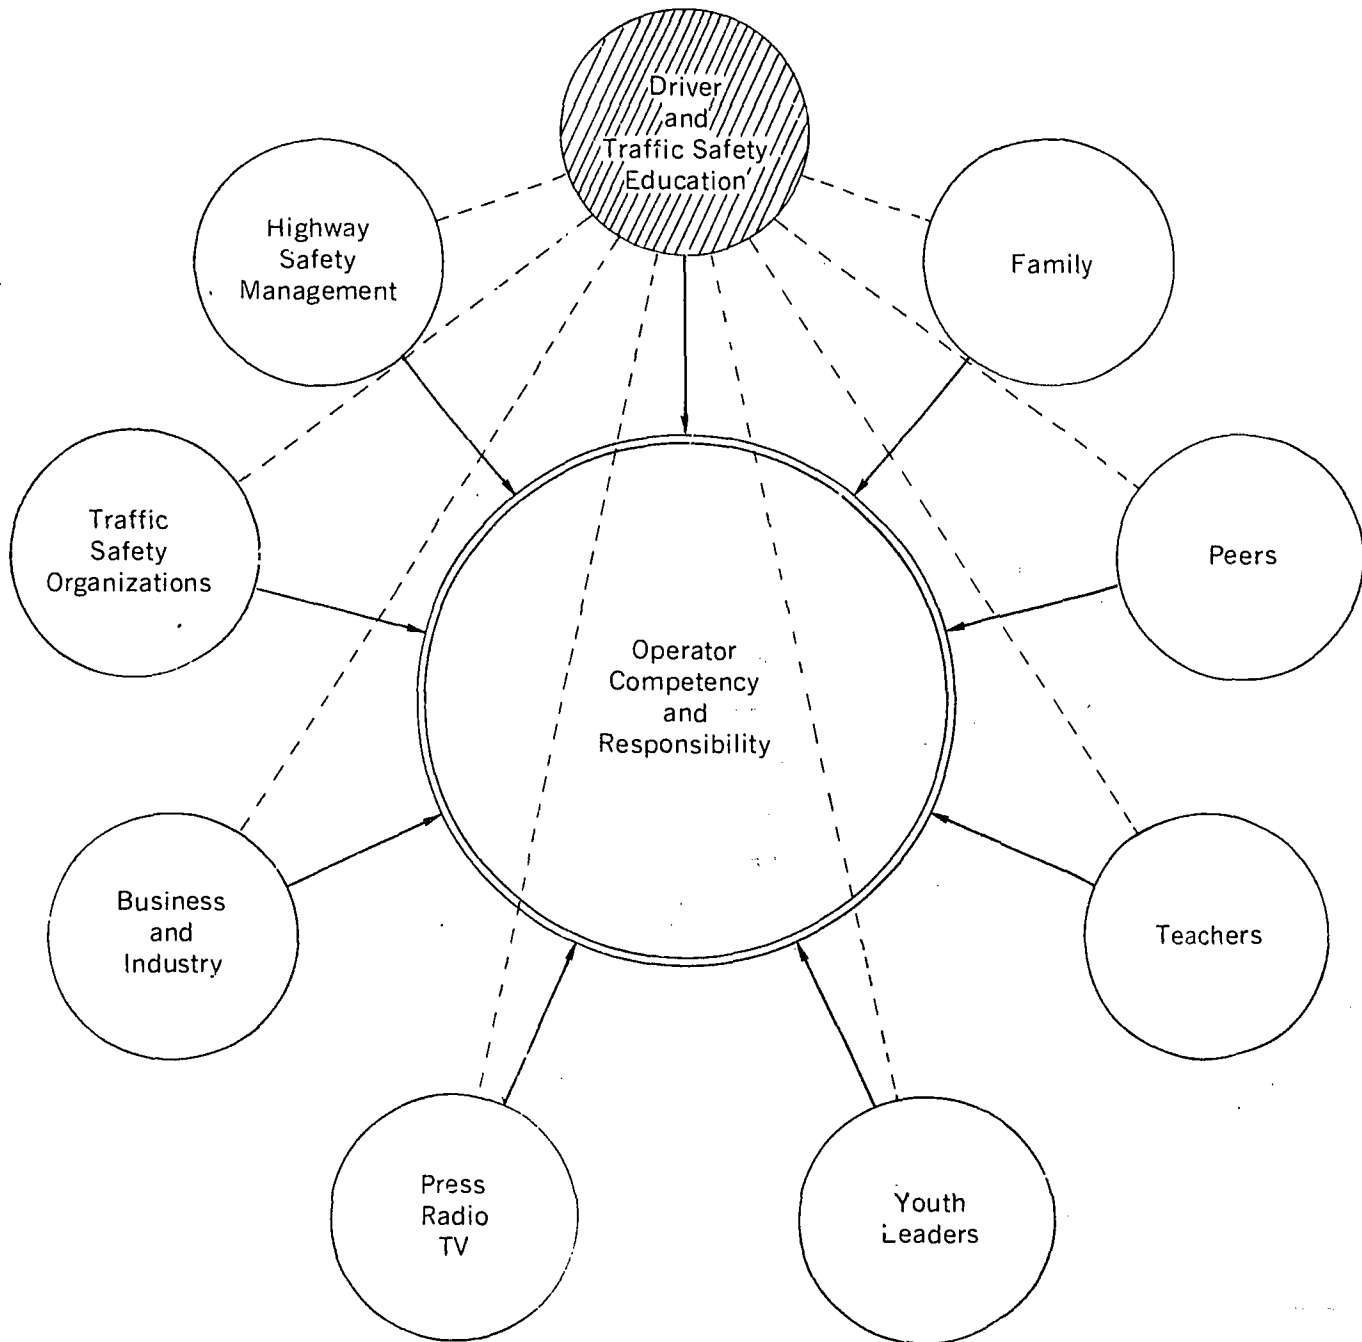 Driver
and
Traffic Safety
Education
Highway
Safety
Management
Family
Traffic
Safety
Organizations
Peers
Operator
Competency
and
Responsibility
Business
and
Industry
Teachers
Press
Radio
TV
Youth
Leaders